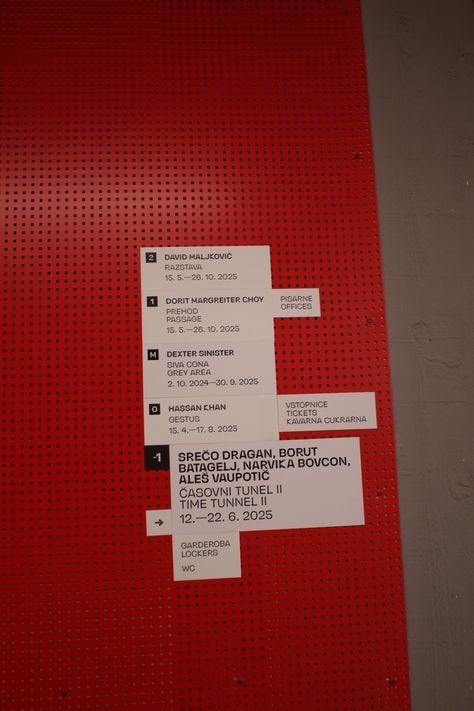 2 DAVID MALJKOVIĆ
RAZSTAVA
15. 5.—26. 10. 2025
1 DORIT MARGREITER CHOY
PREHOD
PASSAGE
15. 5.—26. 10. 2025
PISARNE
OFFICES
M DEXTER SINISTER
SIVA CONA
GREY AREA
2. 10. 2024—30. 9. 2025
0 HASSAN KHAN
GESTUS
15. 4.—17. 8. 2025
VSTOPNICE
TICKETS
KAVARNA CUKRARNA
-1 SREČO DRAGAN, BORUT
BATAGELJ, NARVIKA BOVCON,
ALEŠ VAUPOTIČ
ČASOVNI TUNEL II
TIME TUNNEL II
12.—22. 6. 2025
→
GARDEROBA
LOCKERS
WC